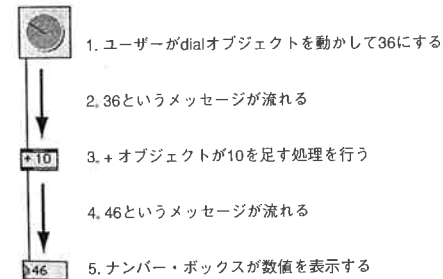 1. ユーザーがdialオブジェクトを動かして36にする
2. 36というメッセージが流れる
+ 10
3. + オブジェクトが10を足す処理を行う
4. 46というメッセージが流れる
46
5. ナンバー・ボックスが数値を表示する